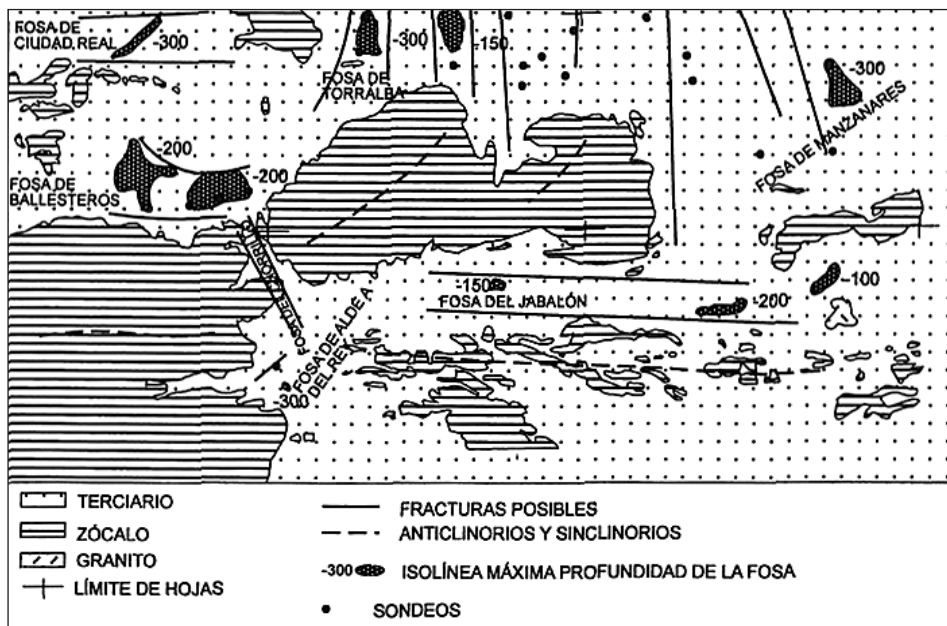 FOSA DE
CIUDAD REAL
-300
-300
-150
FOSA DE
TORRALBA
-300
FOSA DE MANZANARES
-200
-200
FOSA DE
BALLESTEROS
-150
FOSA DEL JABALÓN
-200
-100
FOSA DE ALDEA
DEL REY
-300
TERCIARIO
ZÓCALO
GRANITO
LÍMITE DE HOJAS
FRACTURAS POSIBLES
ANTICLINORIOS Y SINCLINORIOS
-300 ISOLÍNEA MÁXIMA PROFUNDIDAD DE LA FOSA
SONDEOS